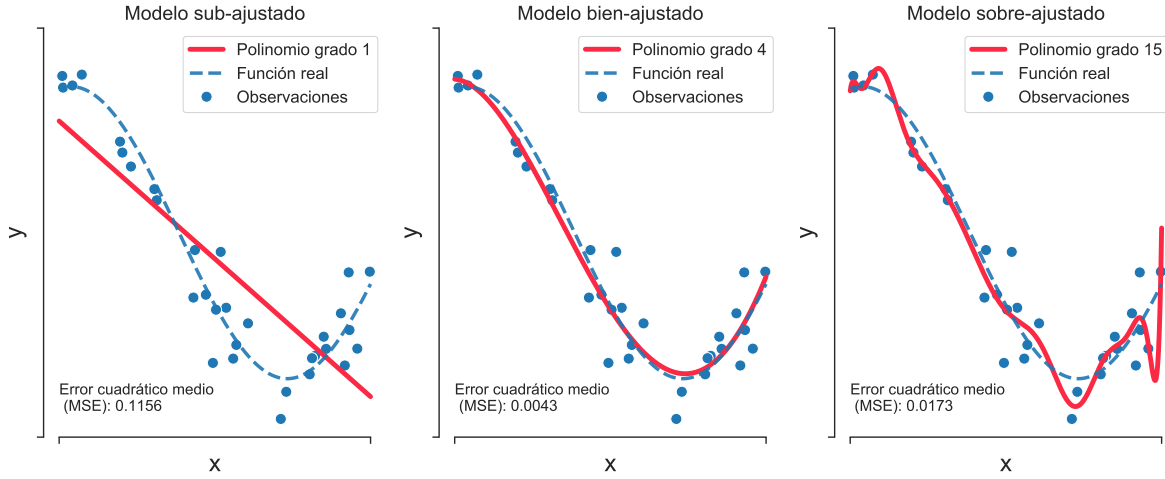 Modelo sub-ajustado
Polinomio grado 1
Función real
Observaciones
y
Error cuadrático medio
(MSE): 0.1156
x
Modelo bien-ajustado
Polinomio grado 4
Función real
Observaciones
y
Error cuadrático medio
(MSE): 0.0043
x
Modelo sobre-ajustado
Polinomio grado 15
Función real
Observaciones
y
Error cuadrático medio
(MSE): 0.0173
x